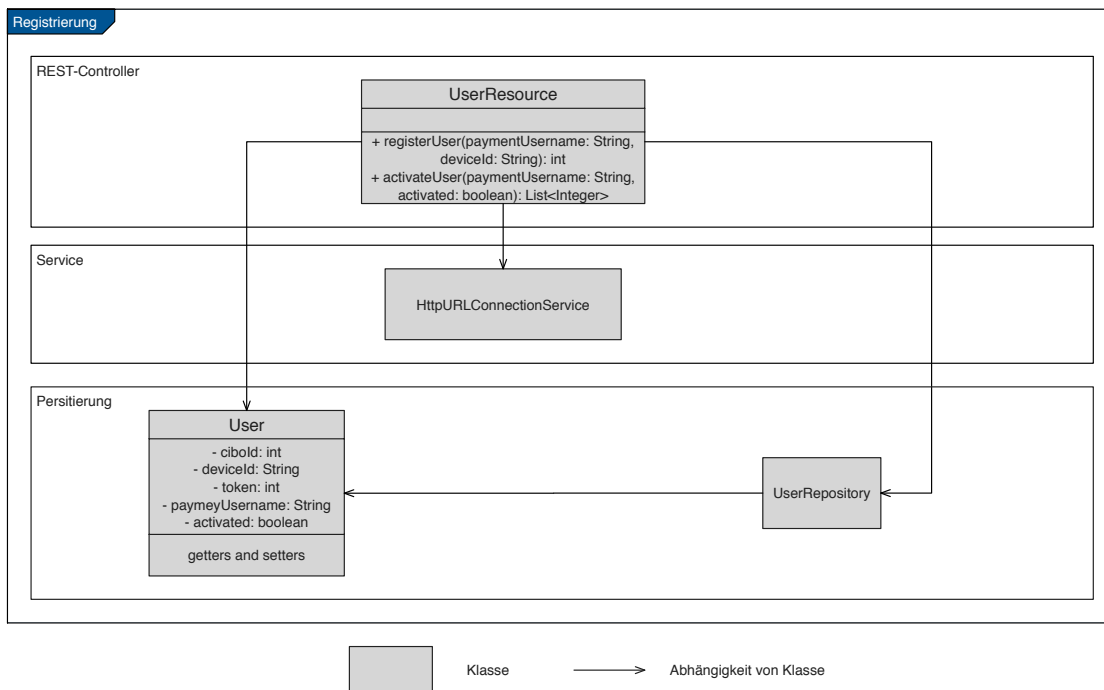 Registrierung
REST-Controller
UserResource
+ registerUser(paymentUsername: String,
deviceId: String): int
+ activateUser(paymentUsername: String,
activated: boolean): List<Integer>
Service
HttpURLConnectionService
Persitierung
User
- ciboId: int
- deviceId: String
- token: int
- paymeyUsername: String
- activated: boolean
getters and setters
UserRepository
Klasse
Abhängigkeit von Klasse